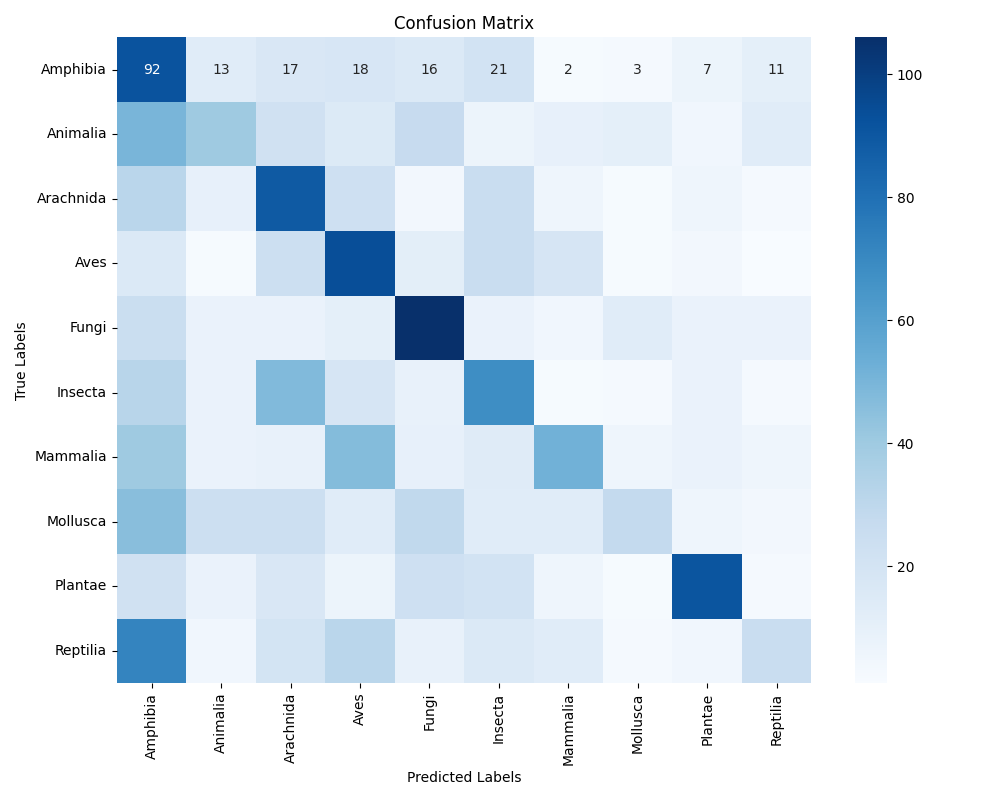 Confusion Matrix
Amphibia 92 13 17 18 16 21 2 3 7 11
Animalia
Arachnida
Aves
Fungi
Insecta
Mammalia
Mollusca
Plantae
Reptilia
True Labels
Amphibia Animalia Arachnida Aves Fungi Insecta Mammalia Mollusca Plantae Reptilia
Predicted Labels
100
80
60
40
20